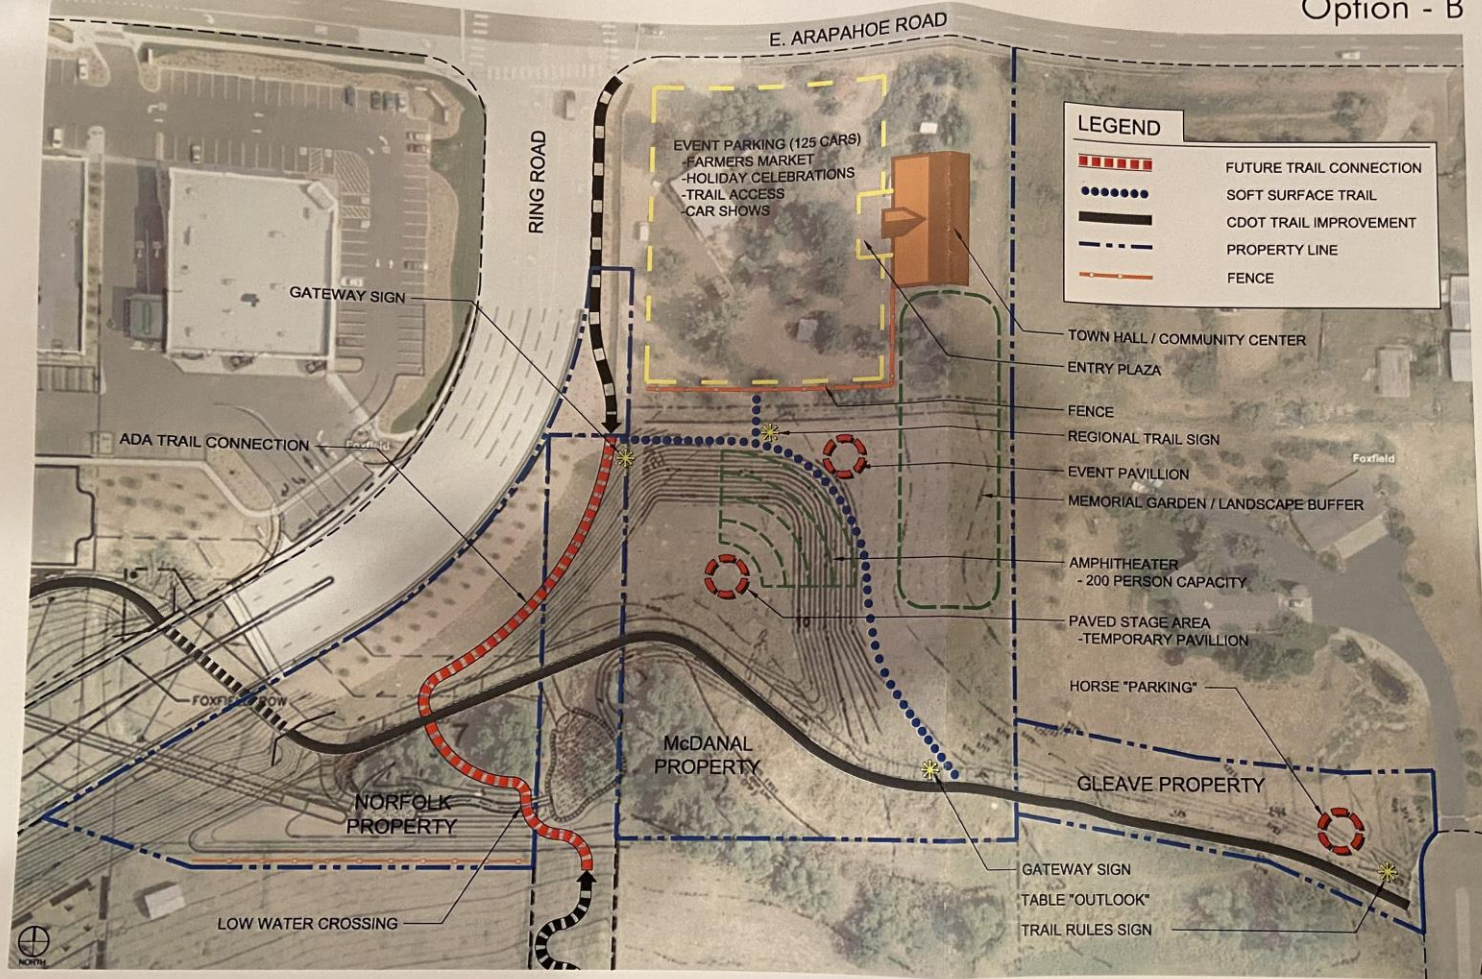 Option - B
E. ARAPAHOE ROAD
RING ROAD
EVENT PARKING (125 CARS)
-FARMERS MARKET
-HOLIDAY CELEBRATIONS
-TRAIL ACCESS
-CAR SHOWS
LEGEND
FUTURE TRAIL CONNECTION
SOFT SURFACE TRAIL
CDOT TRAIL IMPROVEMENT
PROPERTY LINE
FENCE
GATEWAY SIGN
TOWN HALL / COMMUNITY CENTER
ENTRY PLAZA
FENCE
REGIONAL TRAIL SIGN
ADA TRAIL CONNECTION
Foxfield
EVENT PAVILLION
Foxfield
MEMORIAL GARDEN / LANDSCAPE BUFFER
AMPHITHEATER
- 200 PERSON CAPACITY
PAVED STAGE AREA
-TEMPORARY PAVILLION
HORSE "PARKING"
FOXFIELD ROW
McDANAL
PROPERTY
GLEAVE PROPERTY
NORFOLK
PROPERTY
GATEWAY SIGN
TABLE "OUTLOOK"
TRAIL RULES SIGN
LOW WATER CROSSING
NORTH